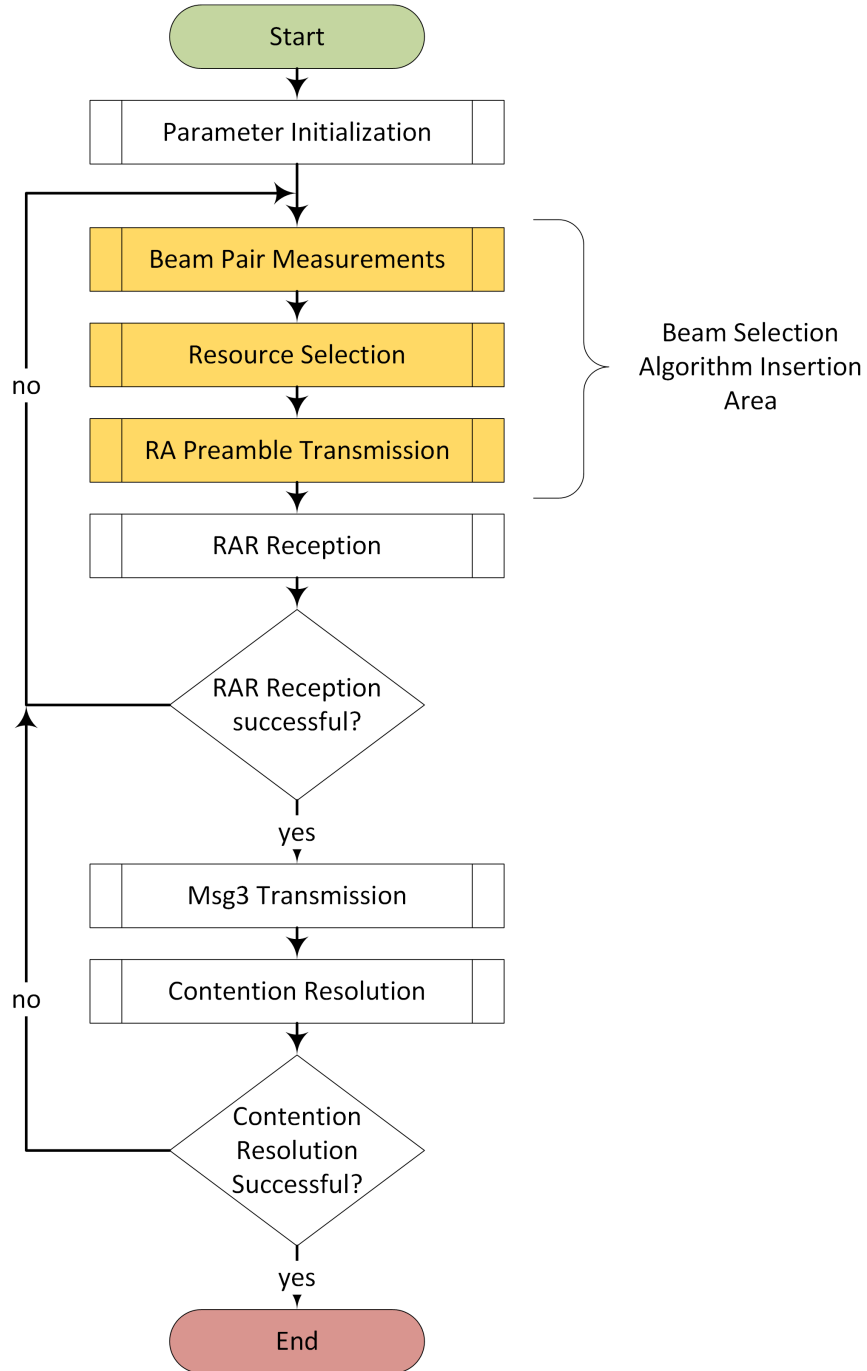 Start
Parameter Initialization
Beam Pair Measurements
Resource Selection
RA Preamble Transmission
Beam Selection
Algorithm Insertion
Area
no
RAR Reception
RAR Reception
successful?
yes
Msg3 Transmission
Contention Resolution
no
Contention
Resolution
Successful?
yes
End